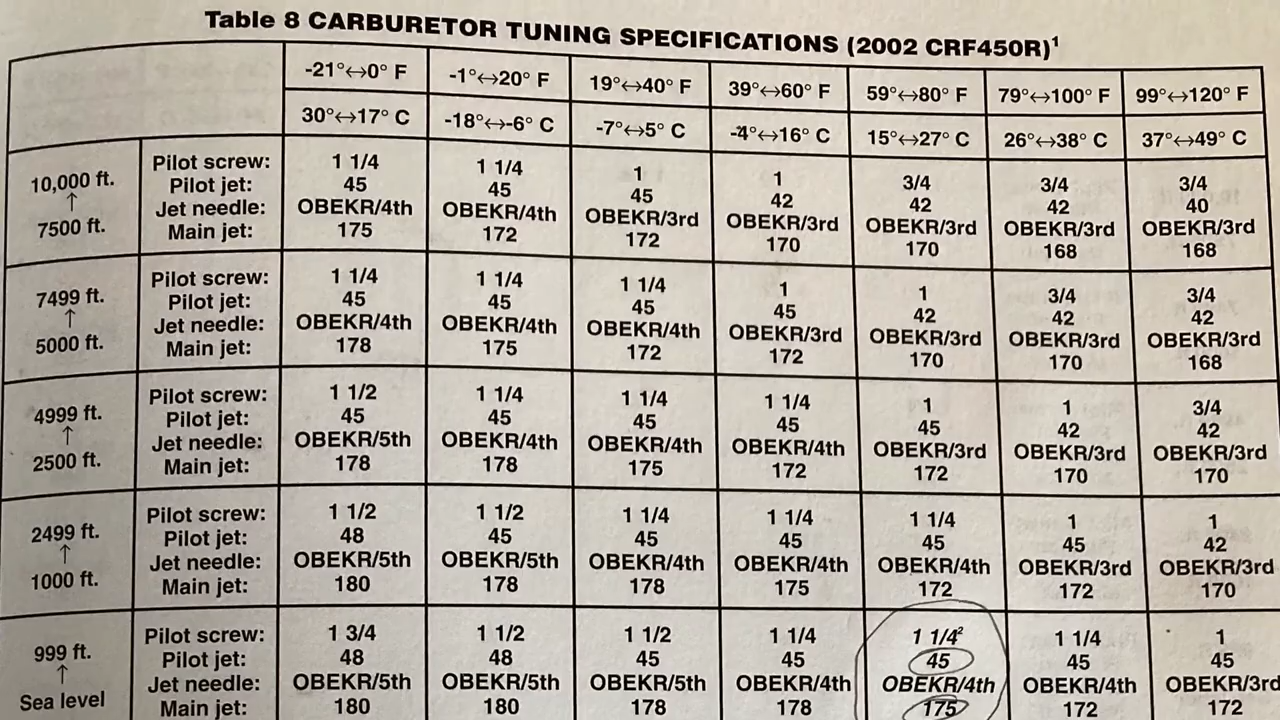 Table 8 CARBURETOR TUNING SPECIFICATIONS (2002 CRF450R)¹
-21°↔0° F -1°↔20° F 19°↔40° F 39°↔60° F 59°↔80° F 79°↔100° F 99°↔120° F
30°↔17° C -18°↔-6° C -7°↔5° C -4°↔16° C 15°↔27° C 26°↔38° C 37°↔49° C
Pilot screw: 1 1/4 1 1/4 1 1 3/4 3/4 3/4
10,000 ft. Pilot jet: 45 45 45 42 42 42 40
↑ Jet needle: OBEKR/4th OBEKR/4th OBEKR/3rd OBEKR/3rd OBEKR/3rd OBEKR/3rd OBEKR/3rd
7500 ft. Main jet: 175 172 172 170 170 168 168
Pilot screw: 1 1/4 1 1/4 1 1/4 1 1 3/4 3/4
7499 ft. Pilot jet: 45 45 45 45 42 42 42
↑ Jet needle: OBEKR/4th OBEKR/4th OBEKR/4th OBEKR/3rd OBEKR/3rd OBEKR/3rd OBEKR/3rd
5000 ft. Main jet: 178 175 172 172 170 170 168
Pilot screw: 1 1/2 1 1/4 1 1/4 1 1/4 1 1 3/4
4999 ft. Pilot jet: 45 45 45 45 45 42 42
↑ Jet needle: OBEKR/5th OBEKR/4th OBEKR/4th OBEKR/4th OBEKR/3rd OBEKR/3rd OBEKR/3rd
2500 ft. Main jet: 178 178 175 172 172 170 170
Pilot screw: 1 1/2 1 1/2 1 1/4 1 1/4 1 1/4 1 1
2499 ft. Pilot jet: 48 45 45 45 45 45 42
↑ Jet needle: OBEKR/5th OBEKR/5th OBEKR/4th OBEKR/4th OBEKR/4th OBEKR/3rd OBEKR/3rd
1000 ft. Main jet: 180 178 178 175 172 172 170
Pilot screw: 1 3/4 1 1/2 1 1/2 1 1/4 1 1/4² 1 1/4 1
999 ft. Pilot jet: 48 48 45 45 45 45 45
↑ Jet needle: OBEKR/5th OBEKR/5th OBEKR/5th OBEKR/4th OBEKR/4th OBEKR/4th OBEKR/3rd
Sea level Main jet: 180 180 178 178 175 172 172